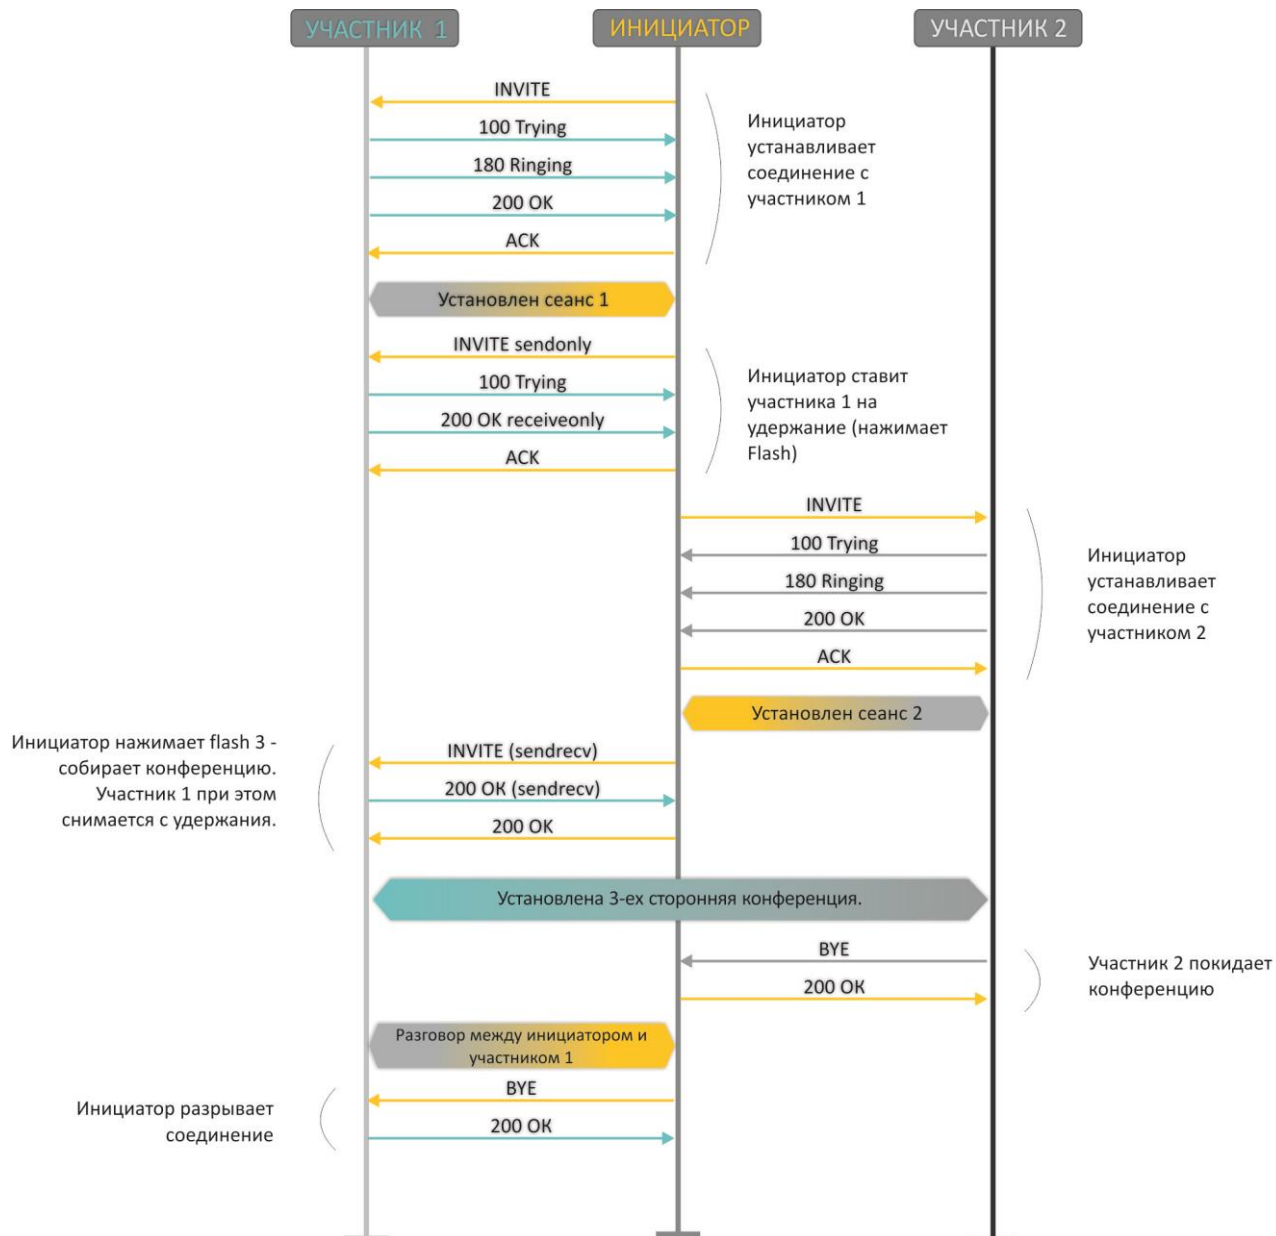 УЧАСТНИК 1
ИНИЦИАТОР
УЧАСТНИК 2
INVITE
100 Trying
180 Ringing
200 OK
ACK
Инициатор
устанавливает
соединение с
участником 1
Установлен сеанс 1
INVITE sendonly
100 Trying
200 OK receiveonly
ACK
Инициатор ставит
участника 1 на
удержание (нажимает
Flash)
INVITE
100 Trying
180 Ringing
200 OK
ACK
Инициатор
устанавливает
соединение с
участником 2
Установлен сеанс 2
Инициатор нажимает flash 3 -
собирает конференцию.
Участник 1 при этом
снимается с удержания.
INVITE (sendrecv)
200 OK (sendrecv)
200 OK
Установлена 3-ех сторонняя конференция.
BYE
200 OK
Участник 2 покидает
конференцию
Разговор между инициатором и
участником 1
BYE
200 OK
Инициатор разрывает
соединение